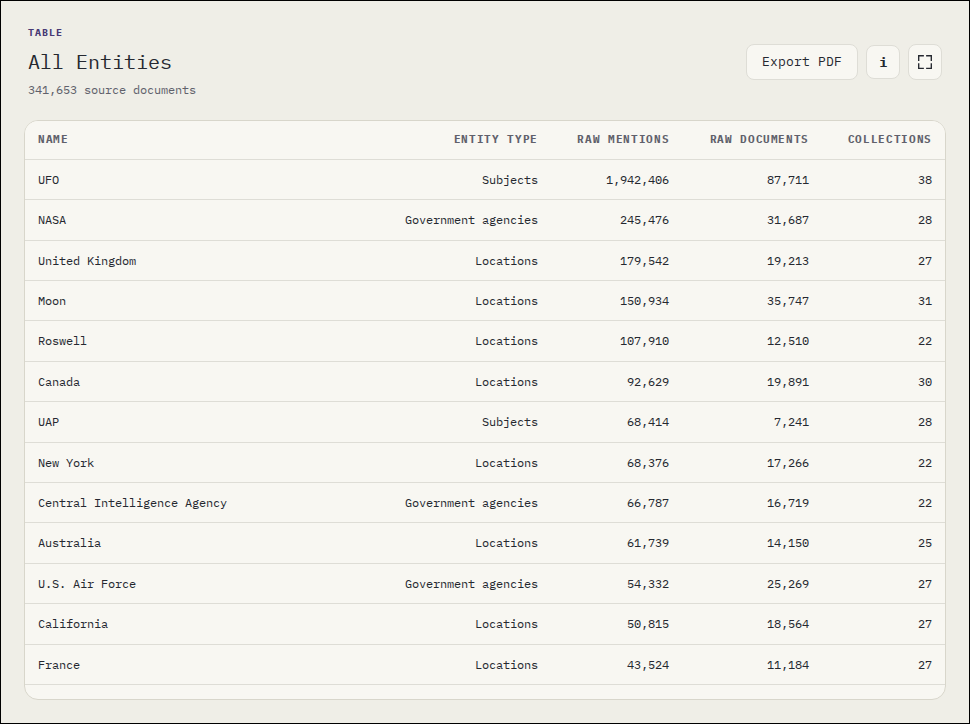 TABLE
All Entities
341,653 source documents
Export PDF
i
NAME ENTITY TYPE RAW MENTIONS RAW DOCUMENTS COLLECTIONS
UFO Subjects 1,942,406 87,711 38
NASA Government agencies 245,476 31,687 28
United Kingdom Locations 179,542 19,213 27
Moon Locations 150,934 35,747 31
Roswell Locations 107,910 12,510 22
Canada Locations 92,629 19,891 30
UAP Subjects 68,414 7,241 28
New York Locations 68,376 17,266 22
Central Intelligence Agency Government agencies 66,787 16,719 22
Australia Locations 61,739 14,150 25
U.S. Air Force Government agencies 54,332 25,269 27
California Locations 50,815 18,564 27
France Locations 43,524 11,184 27